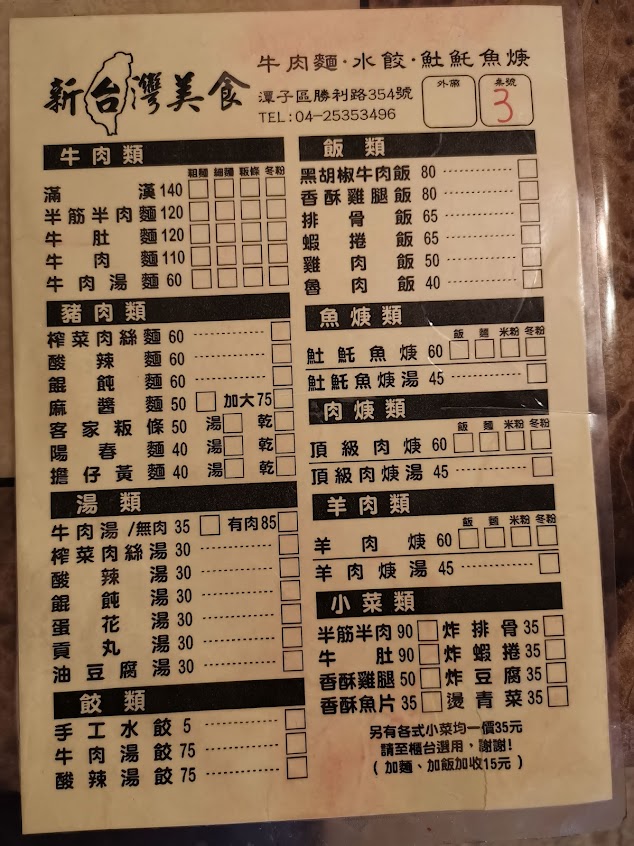 新台灣美食
牛肉麵·水餃·𩵚魠魚焿
潭子區勝利路354號
TEL:04-25353496
外帶
桌號
3
牛肉類
粗麵 細麵 粄條 冬粉
滿漢 140
半筋半肉麵 120
牛肚麵 120
牛肉麵 110
牛肉湯麵 60
豬肉類
榨菜肉絲麵 60
酸辣麵 60
餛飩麵 60
麻醬麵 50 加大75
客家粄條 50 湯 乾
陽春麵 40 湯 乾
擔仔黃麵 40 湯 乾
湯類
牛肉湯/無肉 35 有肉85
榨菜肉絲湯 30
酸辣湯 30
餛飩湯 30
蛋花湯 30
貢丸湯 30
油豆腐湯 30
餃類
手工水餃 5
牛肉湯餃 75
酸辣湯餃 75
飯類
黑胡椒牛肉飯 80
香酥雞腿飯 80
排骨飯 65
蝦捲飯 65
雞肉飯 50
魯肉飯 40
魚焿類
飯 麵 米粉 冬粉
魠魚焿 60
魠魚焿湯 45
肉焿類
飯 麵 米粉 冬粉
頂級肉焿 60
頂級肉焿湯 45
羊肉類
飯 麵 米粉 冬粉
羊肉焿 60
羊肉焿湯 45
小菜類
半筋半肉 90 炸排骨 35
牛肚 90 炸蝦捲 35
香酥雞腿 50 炸豆腐 35
香酥魚片 35 燙青菜 35
另有各式小菜均一價35元
請至櫃台選用，謝謝!
(加麵、加飯加收15元)